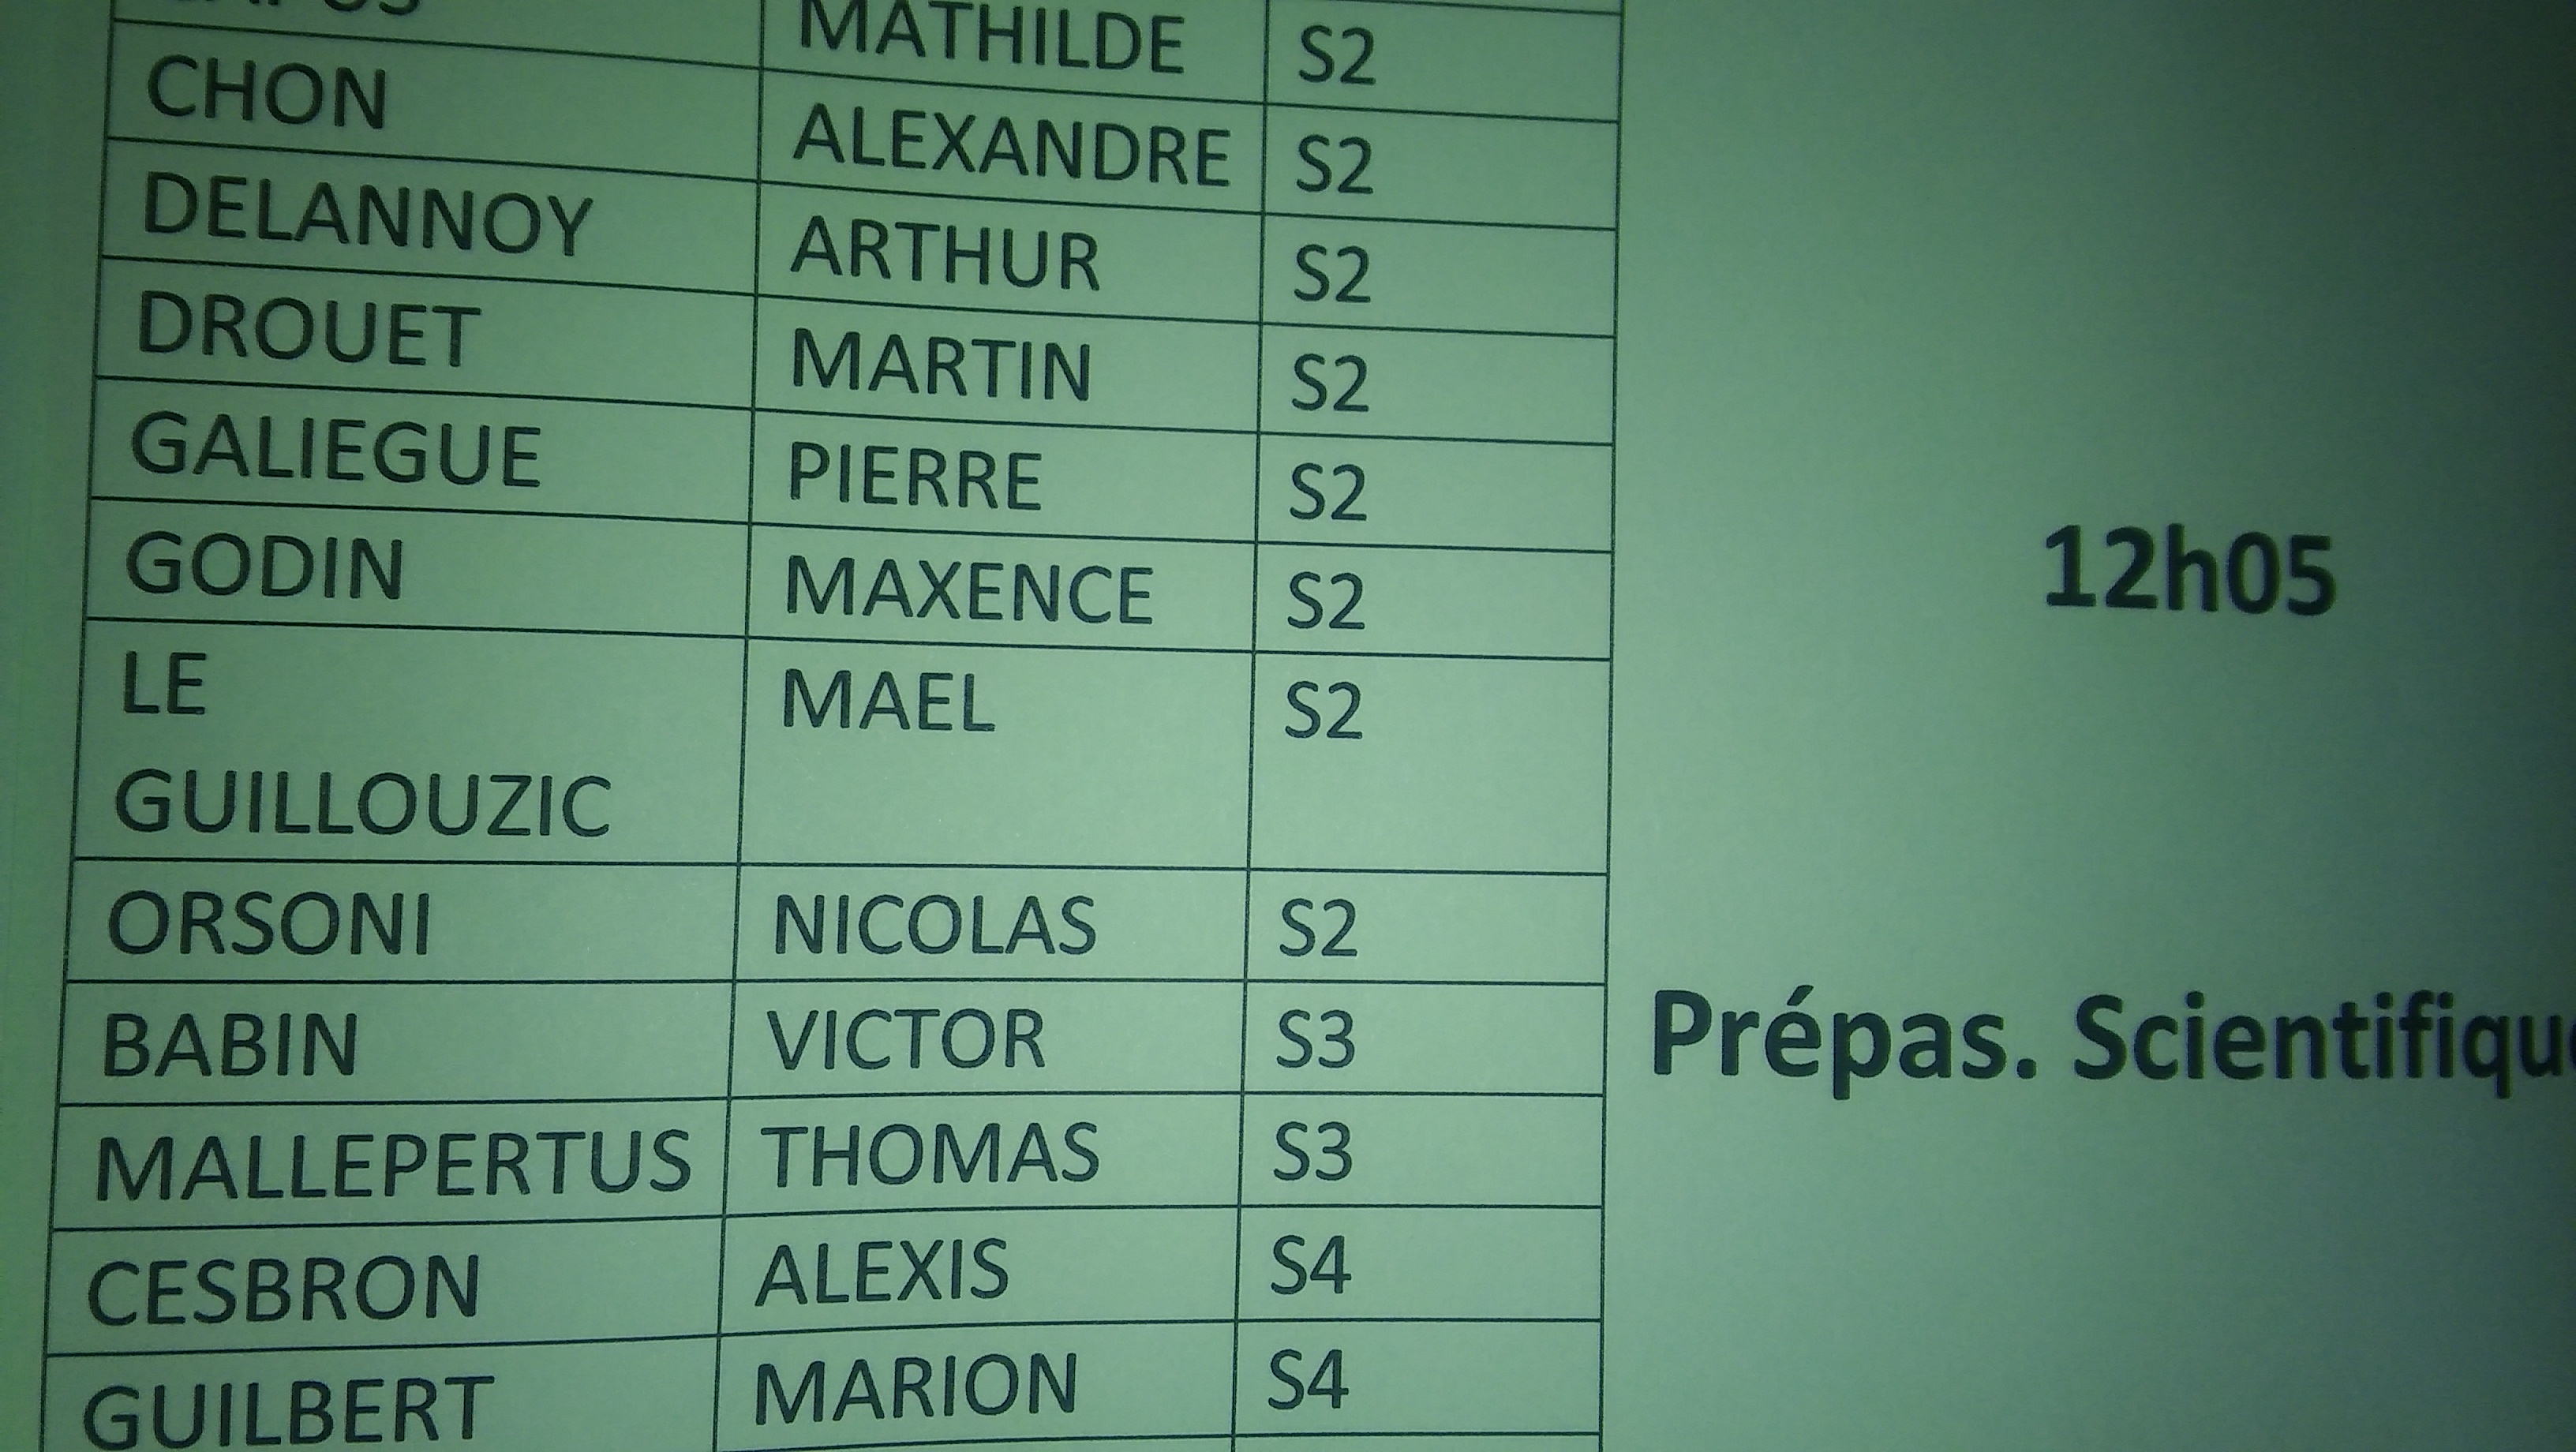 MATHILDE S2
CHON ALEXANDRE S2
DELANNOY ARTHUR S2
DROUET MARTIN S2
GALIEGUE PIERRE S2
GODIN MAXENCE S2
LE MAEL S2
GUILLOUZIC
ORSONI NICOLAS S2
BABIN VICTOR S3
MALLEPERTUS THOMAS S3
CESBRON ALEXIS S4
GUILBERT MARION S4
12h05
Prépas. Scientifique